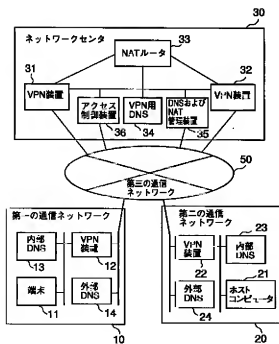 30
ネットワークセンタ
33
NATルータ
31
32
VPN装置
VPN装置
アクセス
制御装置
VPN用
DNS
DNSおよび
NAT
管理装置
36
34
35
50
第三の通信
ネットワーク
第一の通信ネットワーク
内部
DNS
VPN
装置
13
12
端末
外部
DNS
11
14
10
第二の通信
ネットワーク
23
VPN
装置
内部
DNS
22
21
外部
DNS
ホスト
コンピュータ
24
20